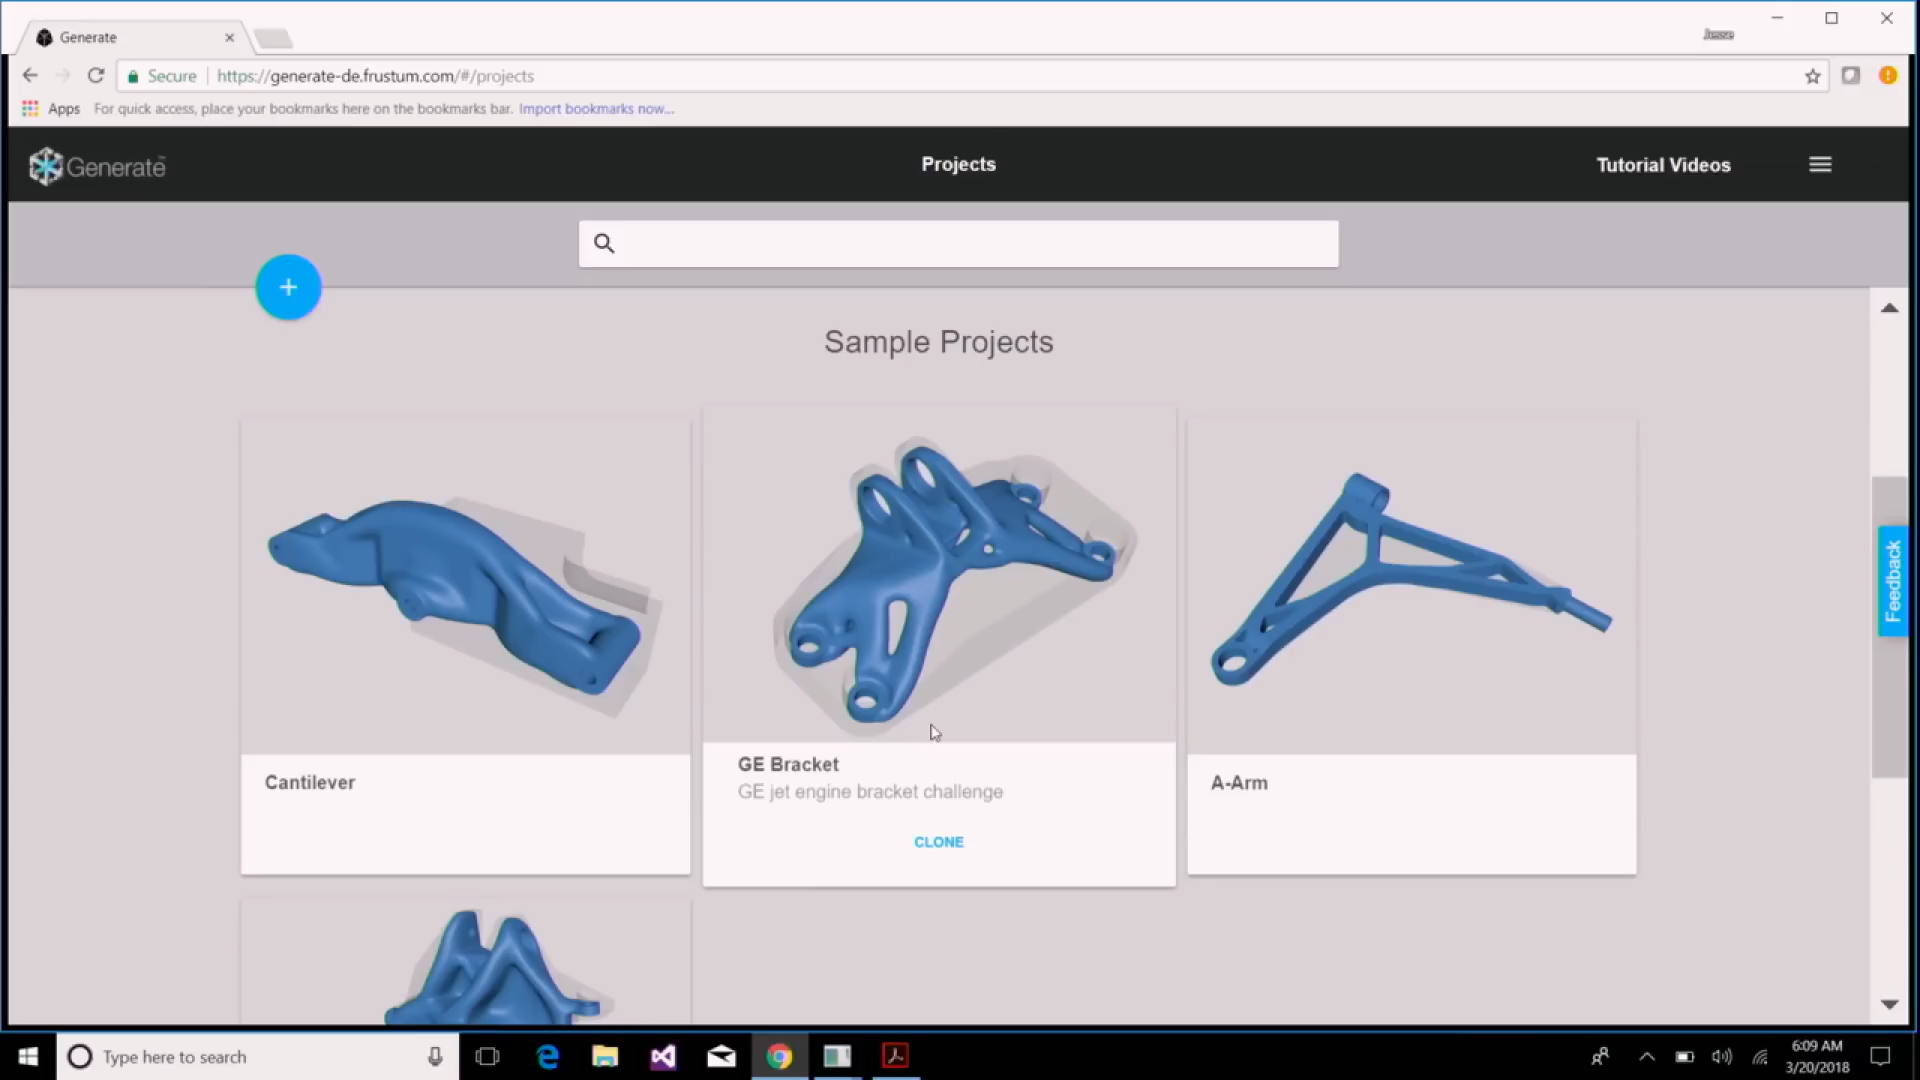 Generate
Jesse
Secure
https://generate-de.frustum.com/#/projects
Apps
For quick access, place your bookmarks here on the bookmarks bar. Import bookmarks now...
Generate™
Projects
Tutorial Videos
+
Sample Projects
Feedback
Cantilever
GE Bracket
GE jet engine bracket challenge
CLONE
A-Arm
Type here to search
6:09 AM
3/20/2018